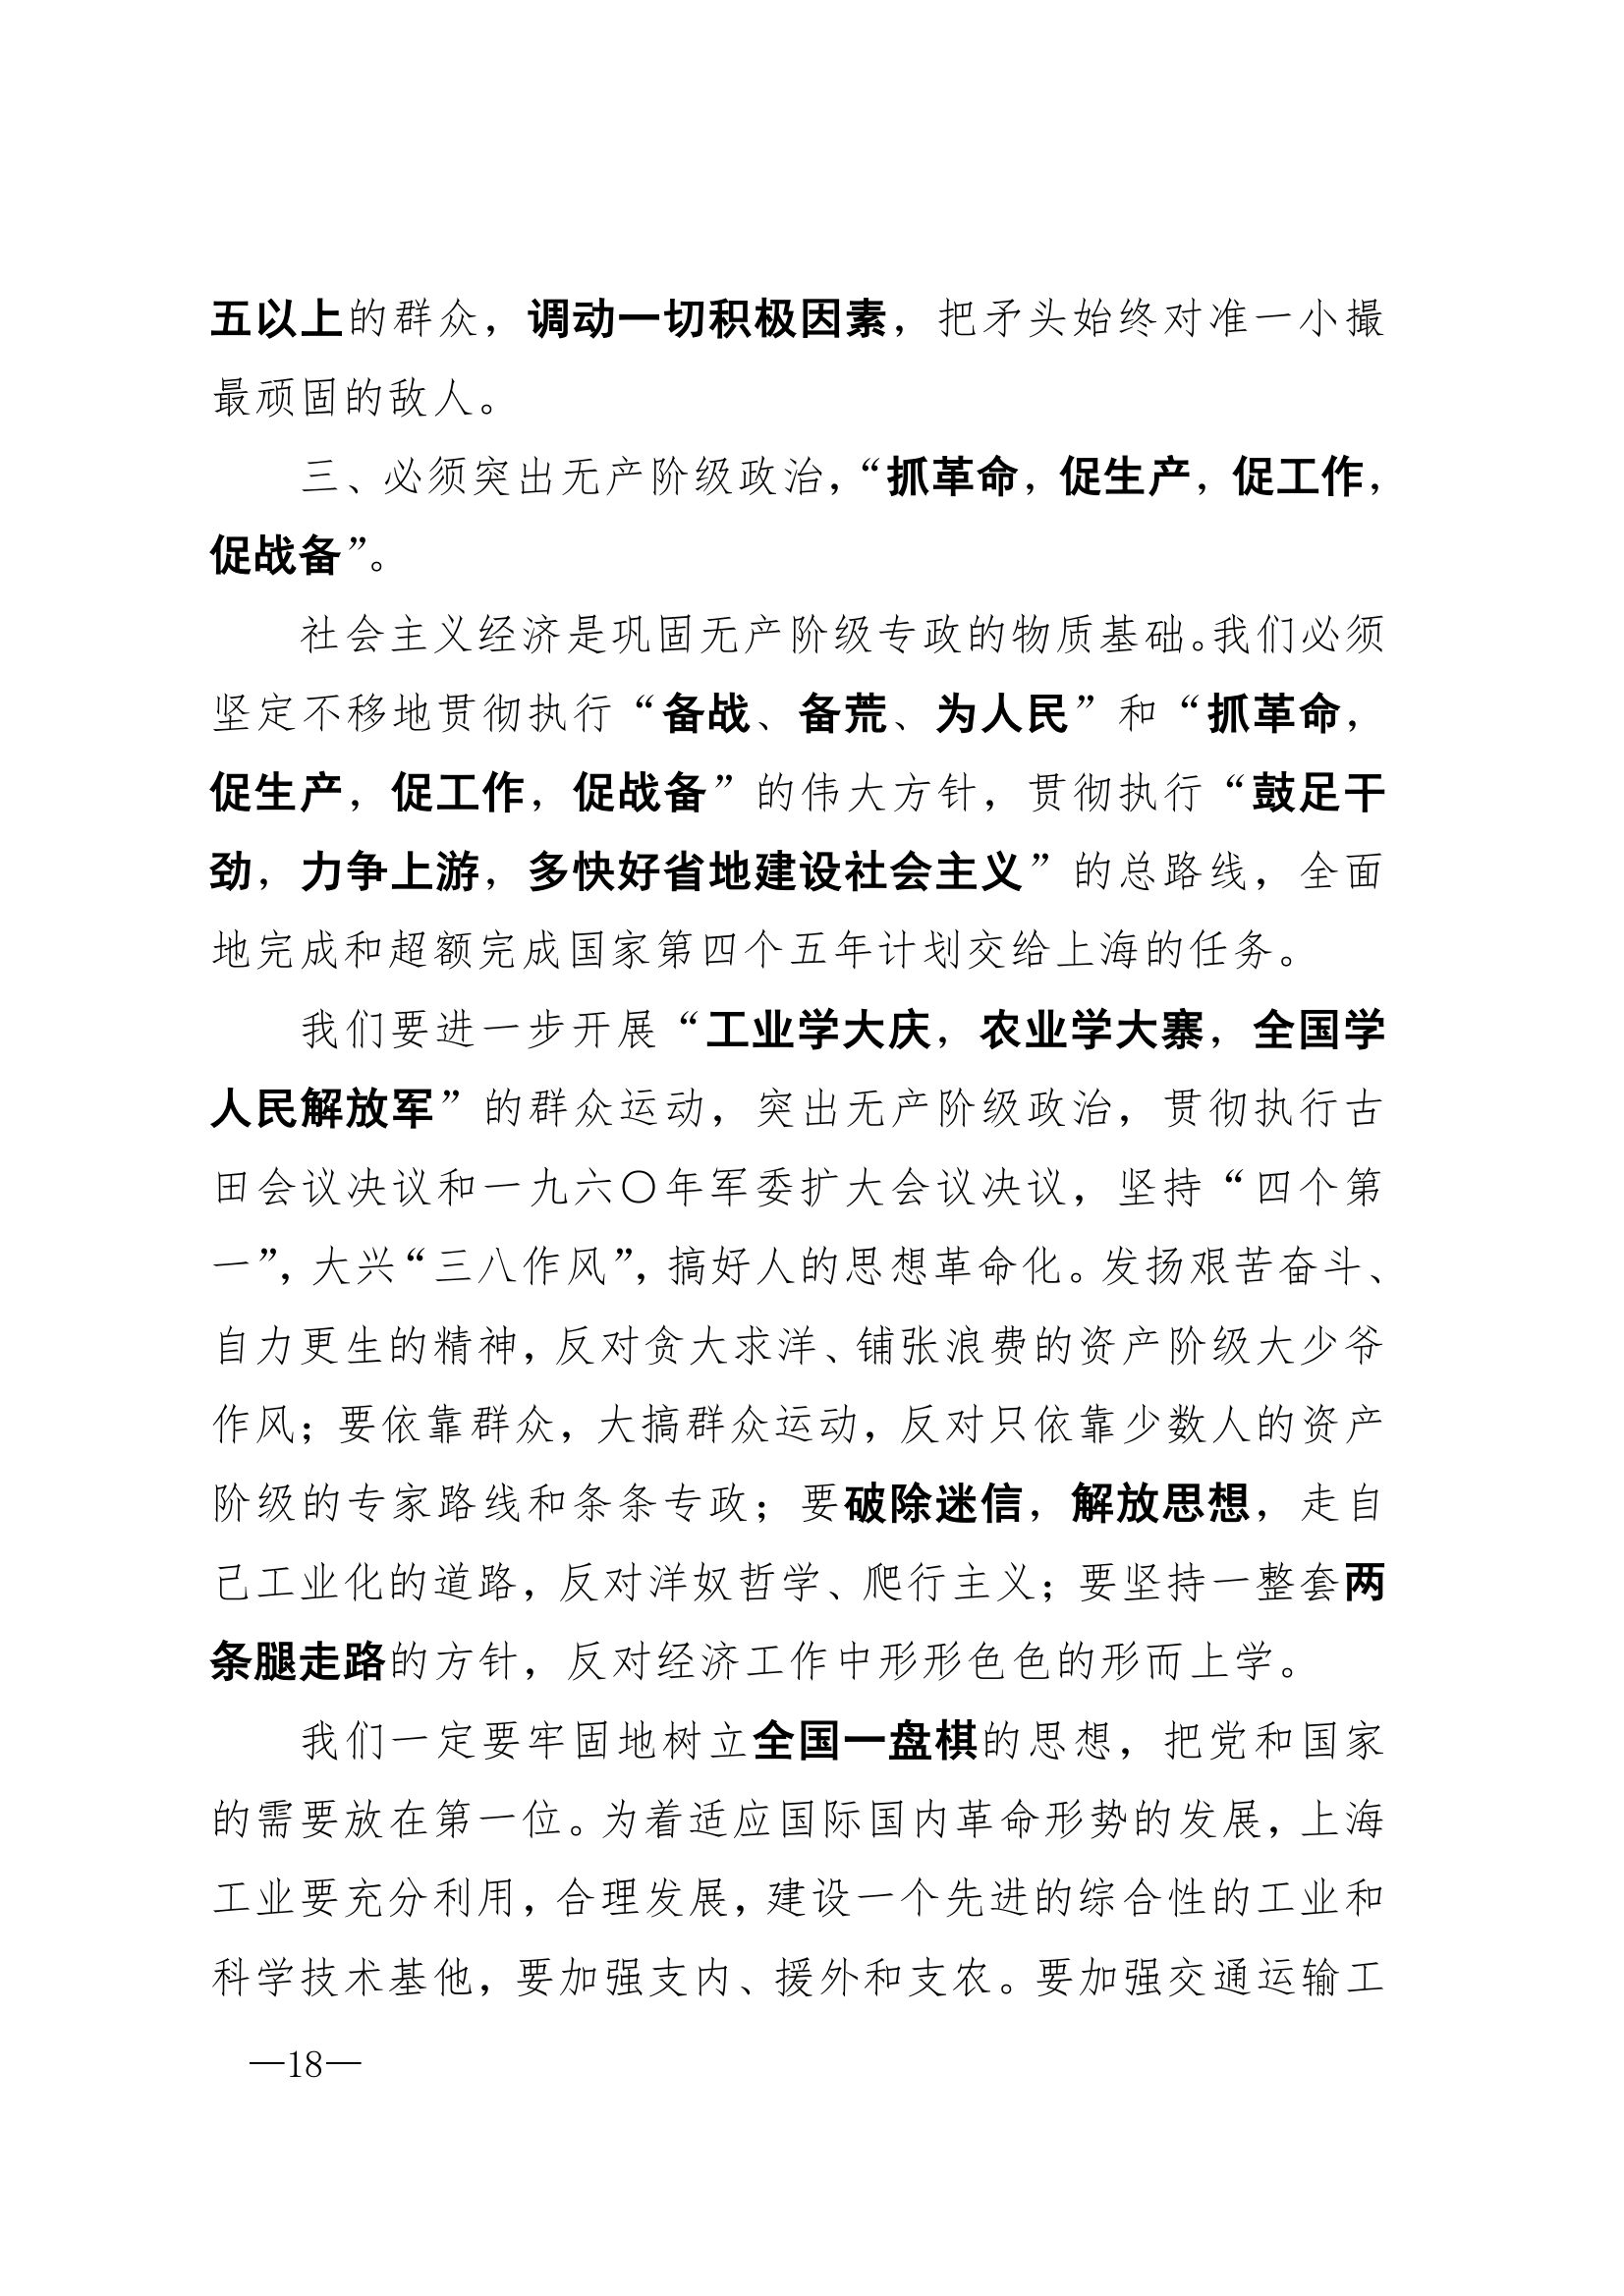 五以上的群众，调动一切积极因素，把矛头始终对准一小撮
最顽固的敌人。
三、必须突出无产阶级政治，“抓革命，促生产，促工作，
促战备”。
社会主义经济是巩固无产阶级专政的物质基础。我们必须
坚定不移地贯彻执行“备战、备荒、为人民”和“抓革命，
促生产，促工作，促战备”的伟大方针，贯彻执行“鼓足干
劲，力争上游，多快好省地建设社会主义”的总路线，全面
地完成和超额完成国家第四个五年计划交给上海的任务。
我们要进一步开展“工业学大庆，农业学大寨，全国学
人民解放军”的群众运动，突出无产阶级政治，贯彻执行古
田会议决议和一九六〇年军委扩大会议决议，坚持“四个第
一”，大兴“三八作风”，搞好人的思想革命化。发扬艰苦奋斗、
自力更生的精神，反对贪大求洋、铺张浪费的资产阶级大少爷
作风；要依靠群众，大搞群众运动，反对只依靠少数人的资产
阶级的专家路线和条条专政；要破除迷信，解放思想，走自
己工业化的道路，反对洋奴哲学、爬行主义；要坚持一整套两
条腿走路的方针，反对经济工作中形形色色的形而上学。
我们一定要牢固地树立全国一盘棋的思想，把党和国家
的需要放在第一位。为着适应国际国内革命形势的发展，上海
工业要充分利用，合理发展，建设一个先进的综合性的工业和
科学技术基他，要加强支内、援外和支农。要加强交通运输工
—18—